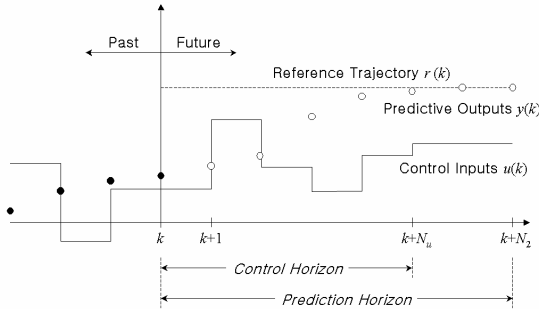 Past Future
Reference Trajectory r(k)
Predictive Outputs y(k)
Control Inputs u(k)
k k+1 k+Nu k+N2
Control Horizon
Prediction Horizon